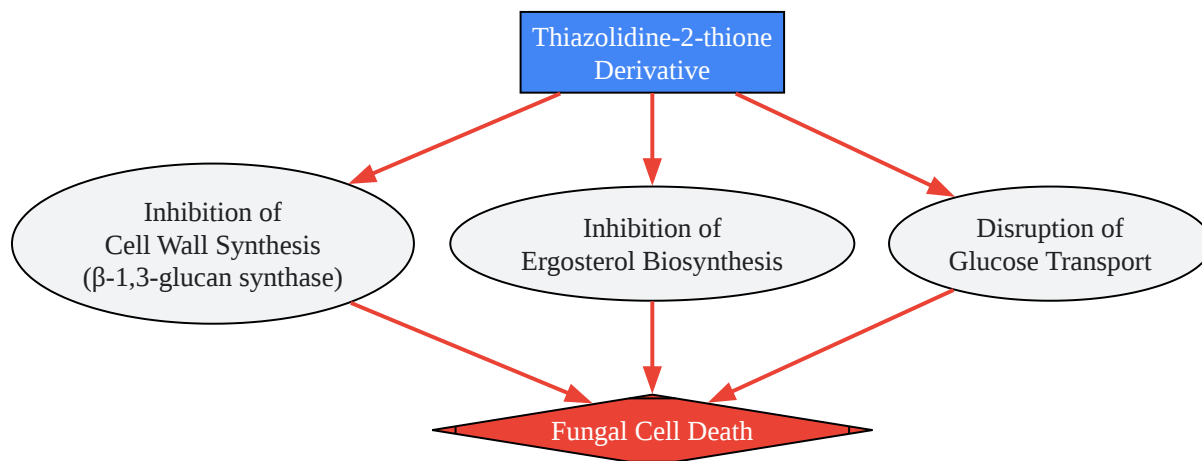 Thiazolidine-2-thione
Derivative
Inhibition of
Cell Wall Synthesis
(β-1,3-glucan synthase)
Inhibition of
Ergosterol Biosynthesis
Disruption of
Glucose Transport
Fungal Cell Death